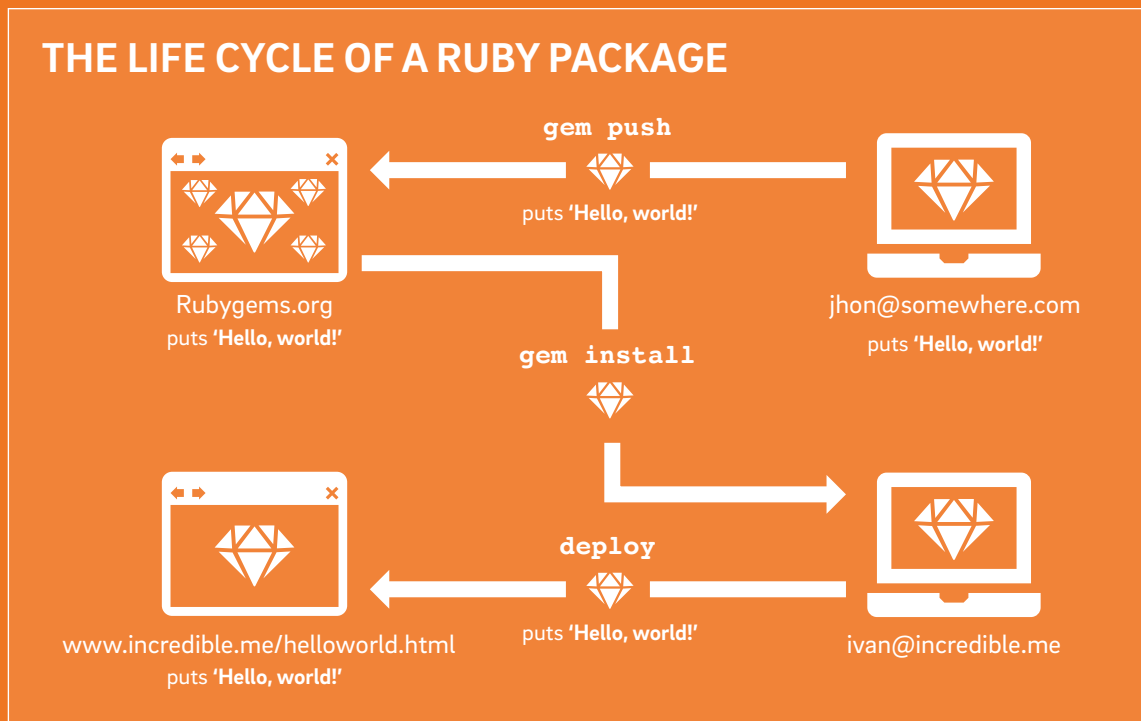 THE LIFE CYCLE OF A RUBY PACKAGE
gem push
puts ‘Hello, world!’
Rubygems.org
puts ‘Hello, world!’
jhon@somewhere.com
puts ‘Hello, world!’
gem install
deploy
puts ‘Hello, world!’
www.incredible.me/helloworld.html
puts ‘Hello, world!’
ivan@incredible.me